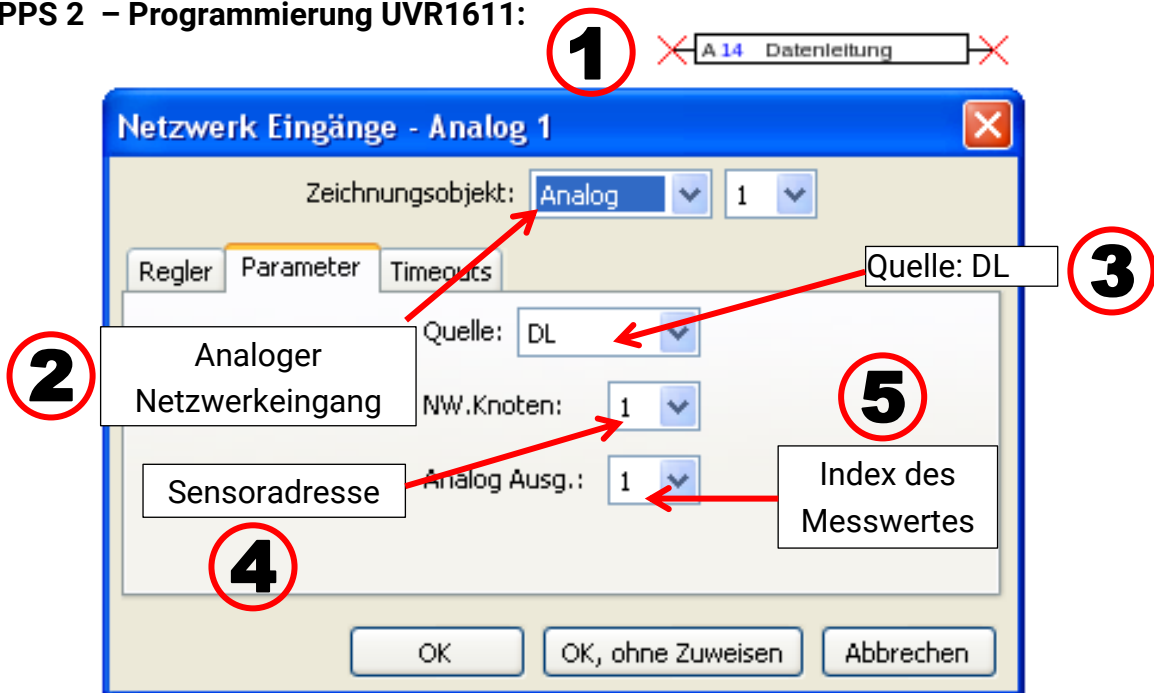 PPS 2 – Programmierung UVR1611:
1
A 14 Datenleitung
Netzwerk Eingänge - Analog 1
Zeichnungsobjekt: Analog 1
Regler Parameter Timeouts
Quelle: DL
3
Quelle: DL
2
Analoger
Netzwerkeingang
NW.Knoten: 1
5
Sensoradresse
Analog Ausg.: 1
Index des
Messwertes
4
OK OK, ohne Zuweisen Abbrechen